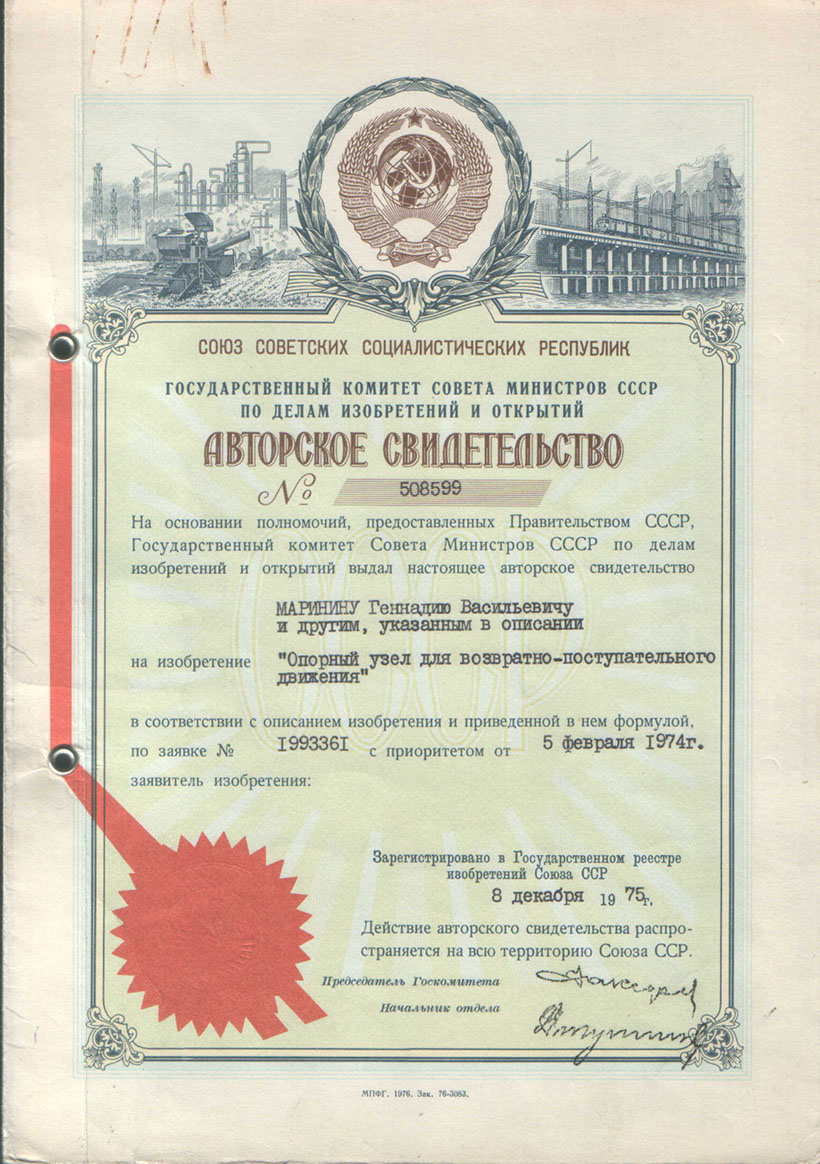 СОЮЗ СОВЕТСКИХ СОЦИАЛИСТИЧЕСКИХ РЕСПУБЛИК
ГОСУДАРСТВЕННЫЙ КОМИТЕТ СОВЕТА МИНИСТРОВ СССР
ПО ДЕЛАМ ИЗОБРЕТЕНИЙ И ОТКРЫТИЙ
АВТОРСКОЕ СВИДЕТЕЛЬСТВО
№ 508599
На основании полномочий, предоставленных Правительством СССР,
Государственный комитет Совета Министров СССР по делам
изобретений и открытий выдал настоящее авторское свидетельство
МАРИНИНУ Геннадию Васильевичу
и другим, указанным в описании
на изобретение "Опорный узел для возвратно-поступательного
движения"
в соответствии с описанием изобретения и приведенной в нем формулой,
по заявке № 1993361 с приоритетом от 5 февраля 1974г.
заявитель изобретения:
Зарегистрировано в Государственном реестре
изобретений Союза ССР
8 декабря 1975г.
Действие авторского свидетельства распро-
страняется на всю территорию Союза ССР.
Председатель Госкомитета
Начальник отдела
МПФГ. 1976. Зак. 76-3083.
СССР